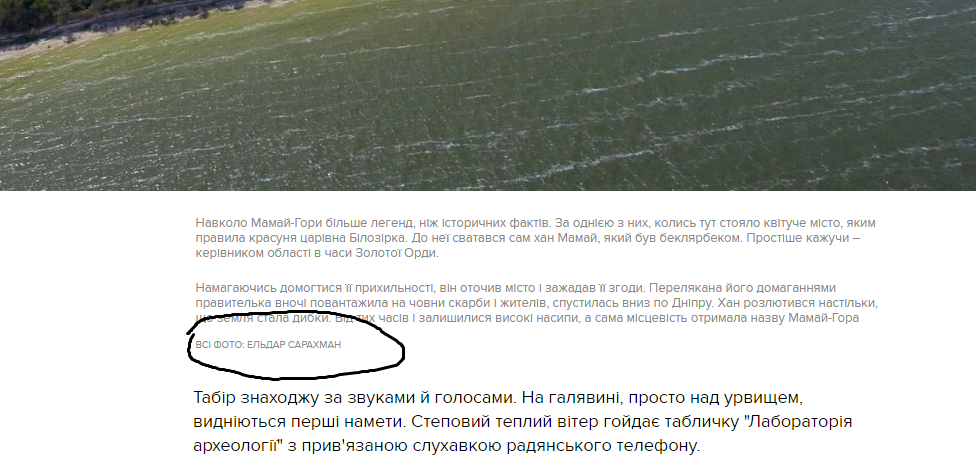 Навколо Мамай-Гори більше легенд, ніж історичних фактів. За однією з них, колись тут стояло квітуче місто, яким
правила красуня царівна Білозірка. До неї сватався сам хан Мамай, який був беклярбеком. Простіше кажучи –
керівником області в часи Золотої Орди.
Намагаючись домогтися її прихильності, він оточив місто і зажадав її згоди. Перелякана його домаганнями
правителька вночі повантажила на човни скарби і жителів, спустилась вниз по Дніпру. Хан розлютився настільки,
що земля стала дибки. Від тих часів і залишилися високі насипи, а сама місцевість отримала назву Мамай-Гора
ВСІ ФОТО: ЕЛЬДАР САРАХМАН
Табір знаходжу за звуками й голосами. На галявині, просто над урвищем,
видніються перші намети. Степовий теплий вітер гойдає табличку "Лабораторія
археології" з прив'язаною слухавкою радянського телефону.